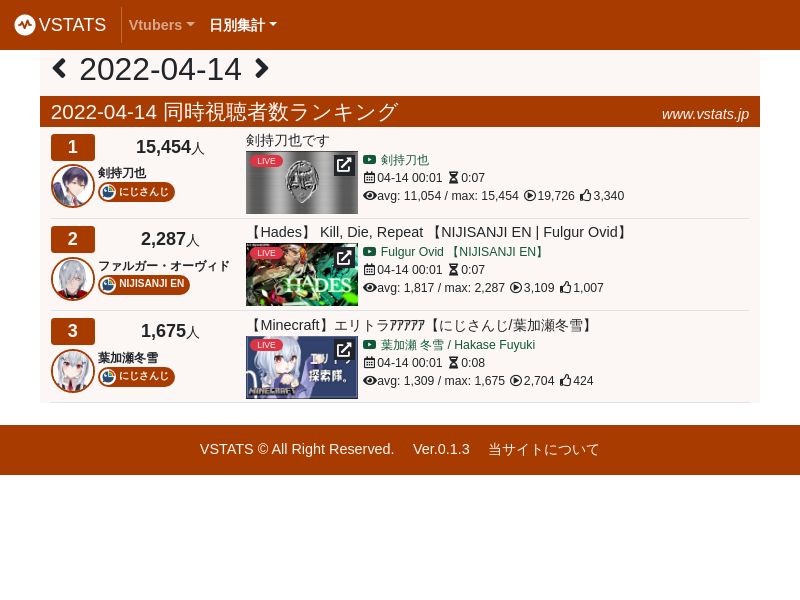 VSTATS Vtubers 日別集計
2022-04-14
2022-04-14 同時視聴者数ランキング www.vstats.jp
1 15,454人
剣持刀也
にじさんじ
剣持刀也です
LIVE
剣持刀也
04-14 00:01 0:07
avg: 11,054 / max: 15,454 19,726 3,340
2 2,287人
ファルガー・オーヴィド
NIJISANJI EN
【Hades】 Kill, Die, Repeat 【NIJISANJI EN | Fulgur Ovid】
LIVE
HADES
Fulgur Ovid 【NIJISANJI EN】
04-14 00:01 0:07
avg: 1,817 / max: 2,287 3,109 1,007
3 1,675人
葉加瀬冬雪
にじさんじ
【Minecraft】エリトラｱｱｱｱｱ【にじさんじ/葉加瀬冬雪】
LIVE
探索隊。
MINECRAFT
葉加瀬 冬雪 / Hakase Fuyuki
04-14 00:01 0:08
avg: 1,309 / max: 1,675 2,704 424
VSTATS © All Right Reserved. Ver.0.1.3 当サイトについて